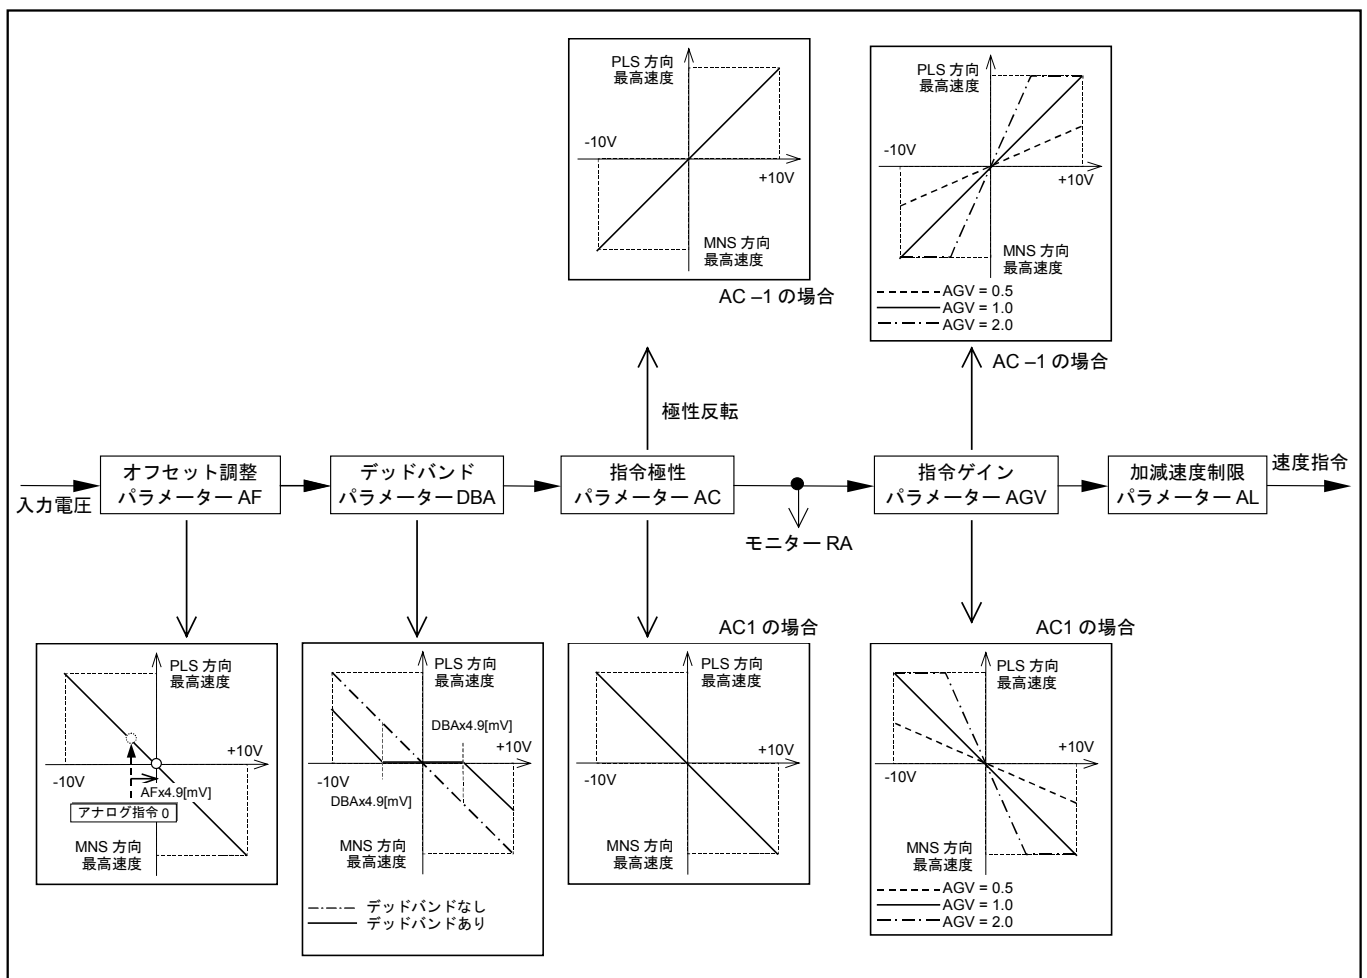 PLS 方向
最高速度
-10V
+10V
MNS 方向
最高速度
AC –1 の場合
PLS 方向
最高速度
-10V
+10V
MNS 方向
最高速度
AGV = 0.5
AGV = 1.0
AGV = 2.0
AC –1 の場合
極性反転
入力電圧
オフセット調整
パラメーター AF
デッドバンド
パラメーター DBA
指令極性
パラメーター AC
モニター RA
指令ゲイン
パラメーター AGV
加減速度制限
パラメーター AL
速度指令
PLS 方向
最高速度
+10V
-10V
AFx4.9[mV]
アナログ指令 0
MNS 方向
最高速度
PLS 方向
最高速度
DBAx4.9[mV]
+10V
-10V
DBAx4.9[mV]
MNS 方向
最高速度
デッドバンドなし
デッドバンドあり
AC1 の場合
PLS 方向
最高速度
+10V
-10V
MNS 方向
最高速度
AC1 の場合
PLS 方向
最高速度
+10V
-10V
MNS 方向
最高速度
AGV = 0.5
AGV = 1.0
AGV = 2.0